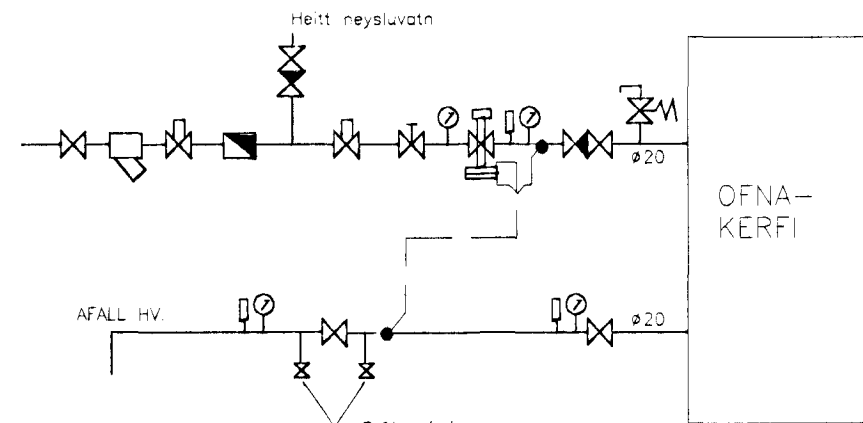 Heitt neysluvatn
ø20
OFNA-
KERFI
AFALL HV.
ø20